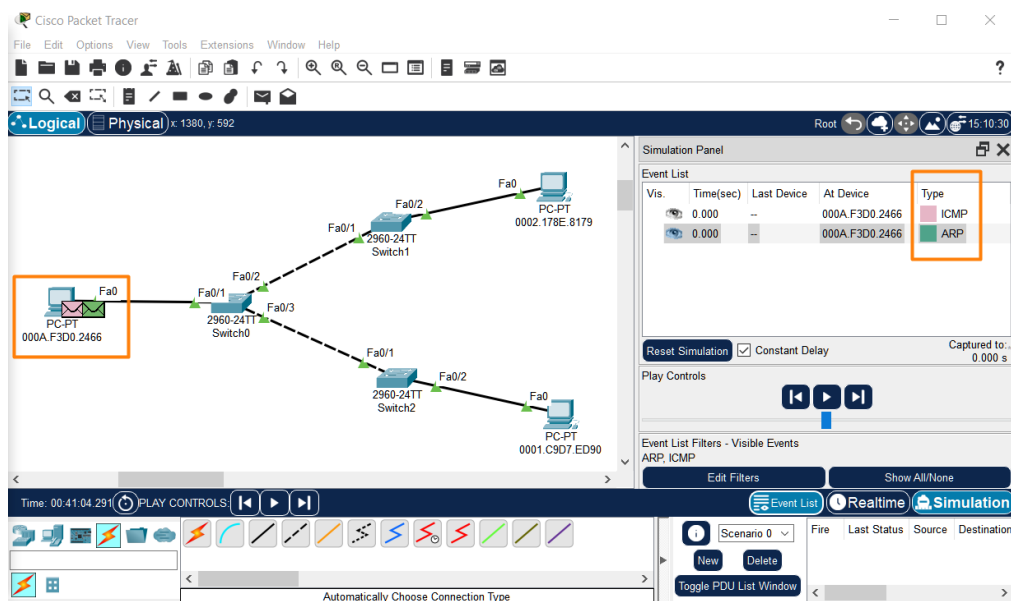 Cisco Packet Tracer
File Edit Options View Tools Extensions Window Help
?
Logical Physical x: 1380, y: 592
Root 15:10:30
Fa0
PC-PT
0002.178E.8179
Fa0/2
Fa0/1
2960-24TT
Switch1
Fa0/2
Fa0
Fa0/1
Fa0/3
PC-PT
000A.F3D0.2466
2960-24TT
Switch0
Fa0/1
Fa0/2
2960-24TT
Switch2
Fa0
PC-PT
0001.C9D7.ED90
Simulation Panel
Event List
Vis. Time(sec) Last Device At Device Type
0.000 -- 000A.F3D0.2466 ICMP
0.000 -- 000A.F3D0.2466 ARP
Reset Simulation Constant Delay Captured to:
0.000 s
Play Controls
Event List Filters - Visible Events
ARP, ICMP
Edit Filters Show All/None
Time: 00:41:04.291 PLAY CONTROLS:
Event List Realtime Simulation
Automatically Choose Connection Type
Scenario 0
New Delete
Toggle PDU List Window
Fire Last Status Source Destination